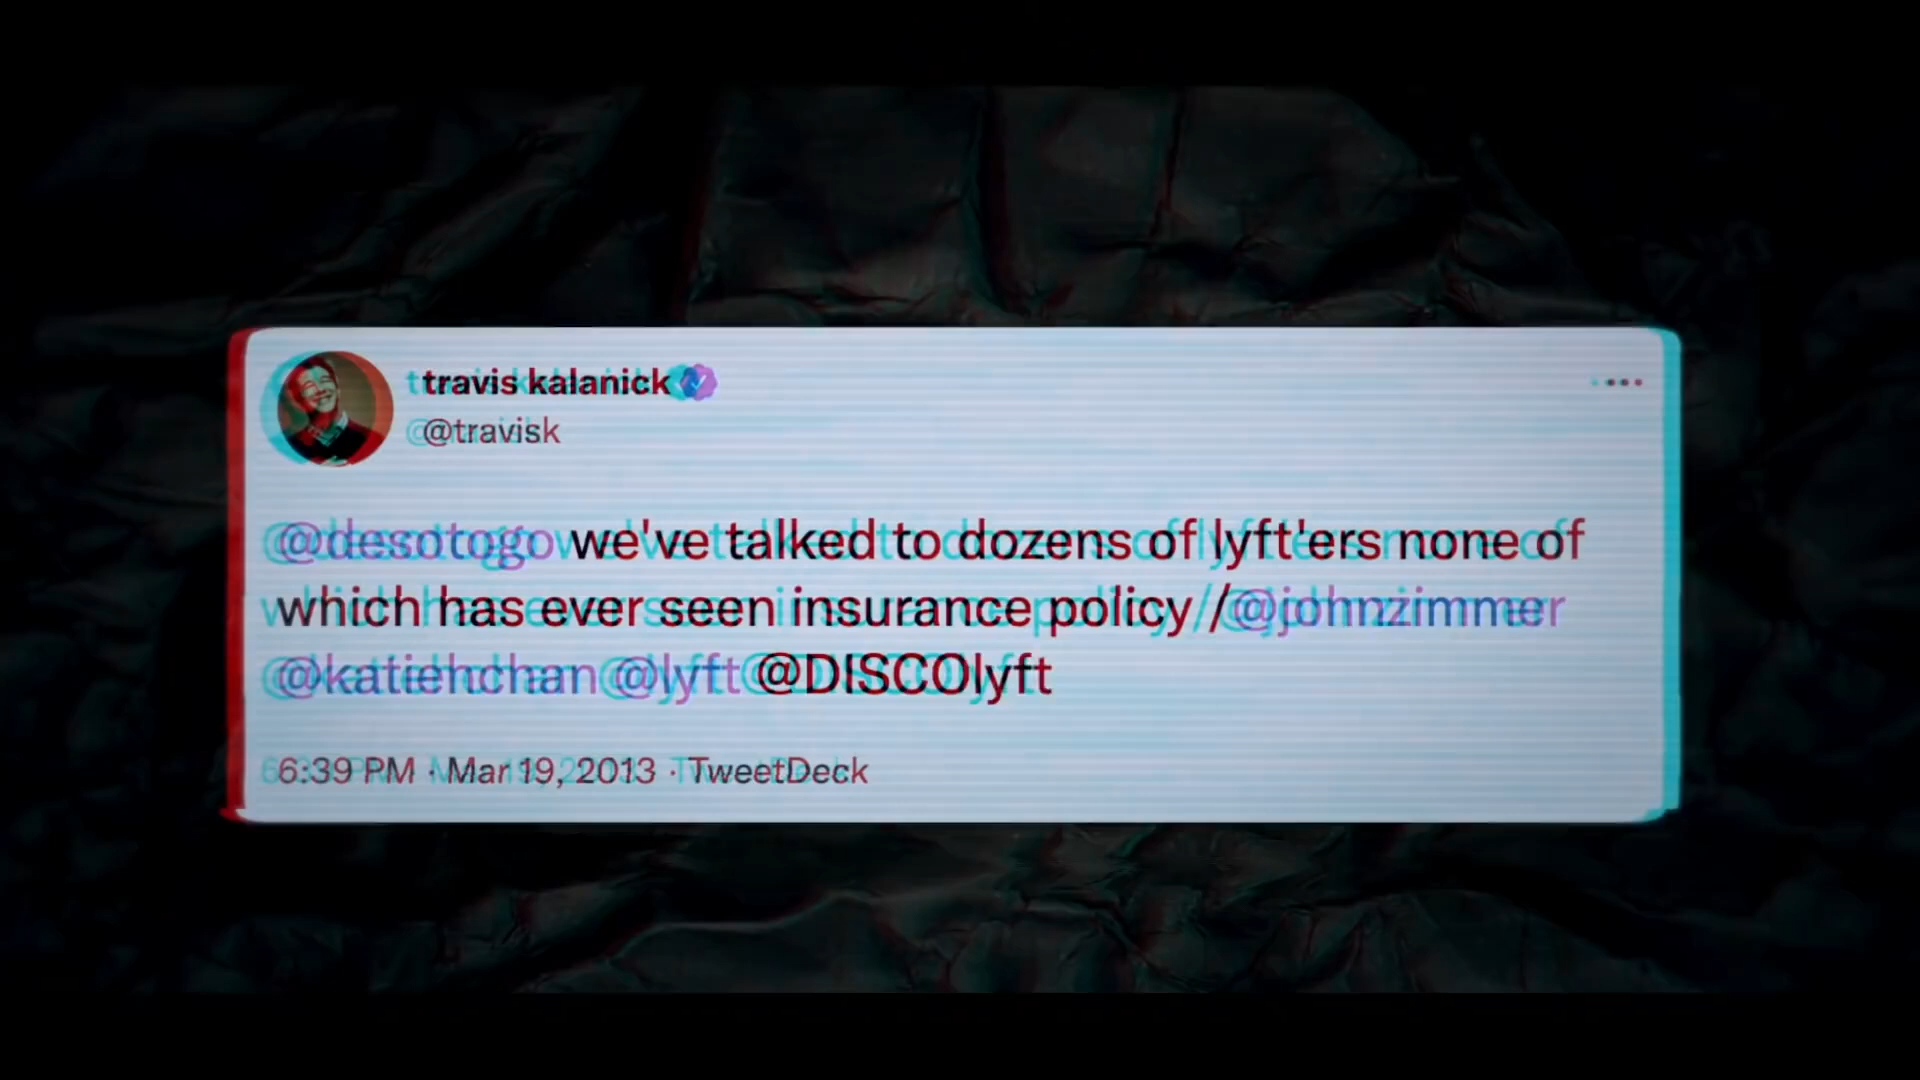 travis kalanick
@travisk
@desotogo we've talked to dozens of lyft'ers none of
which has ever seen insurance policy //@johnzimmer
@katiehchan @lyft @DISCOlyft
6:39 PM · Mar 19, 2013 · TweetDeck